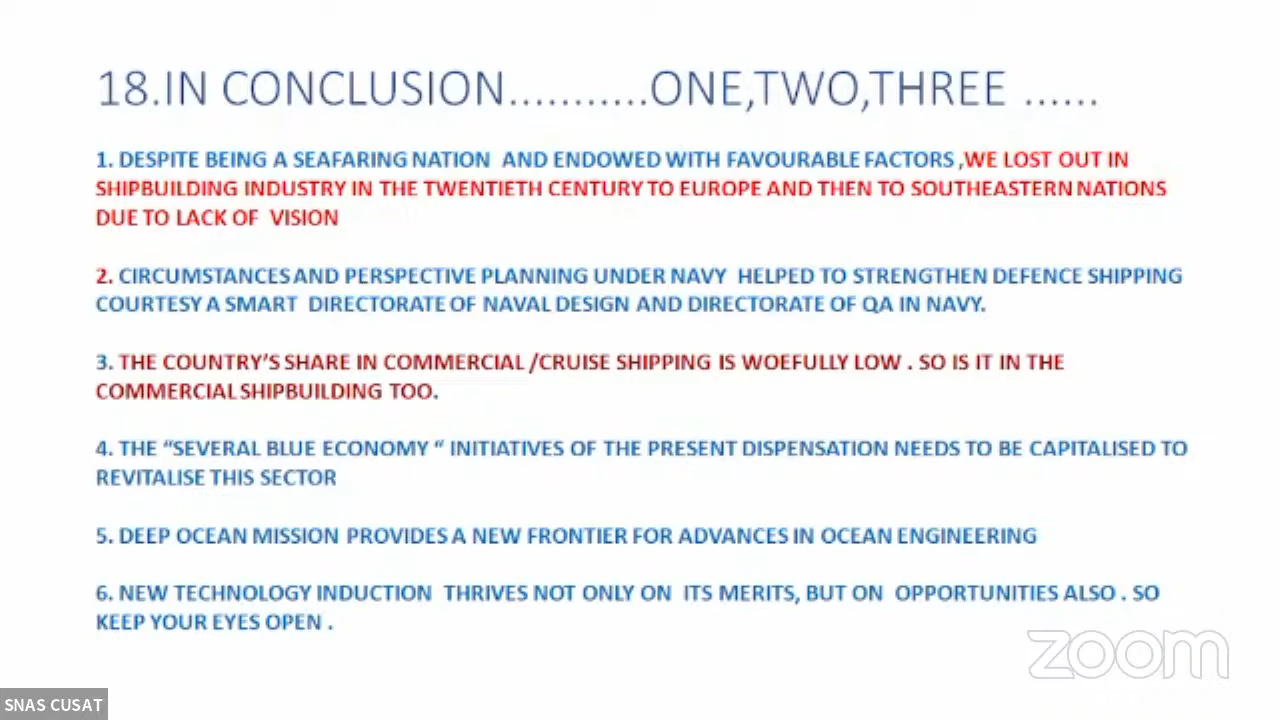 18.IN CONCLUSION...........ONE,TWO,THREE ......
1. DESPITE BEING A SEAFARING NATION AND ENDOWED WITH FAVOURABLE FACTORS ,WE LOST OUT IN
SHIPBUILDING INDUSTRY IN THE TWENTIETH CENTURY TO EUROPE AND THEN TO SOUTHEASTERN NATIONS
DUE TO LACK OF VISION
2. CIRCUMSTANCES AND PERSPECTIVE PLANNING UNDER NAVY HELPED TO STRENGTHEN DEFENCE SHIPPING
COURTESY A SMART DIRECTORATE OF NAVAL DESIGN AND DIRECTORATE OF QA IN NAVY.
3. THE COUNTRY'S SHARE IN COMMERCIAL /CRUISE SHIPPING IS WOEFULLY LOW . SO IS IT IN THE
COMMERCIAL SHIPBUILDING TOO.
4. THE “SEVERAL BLUE ECONOMY “ INITIATIVES OF THE PRESENT DISPENSATION NEEDS TO BE CAPITALISED TO
REVITALISE THIS SECTOR
5. DEEP OCEAN MISSION PROVIDES A NEW FRONTIER FOR ADVANCES IN OCEAN ENGINEERING
6. NEW TECHNOLOGY INDUCTION THRIVES NOT ONLY ON ITS MERITS, BUT ON OPPORTUNITIES ALSO . SO
KEEP YOUR EYES OPEN .
zoom
SNAS CUSAT